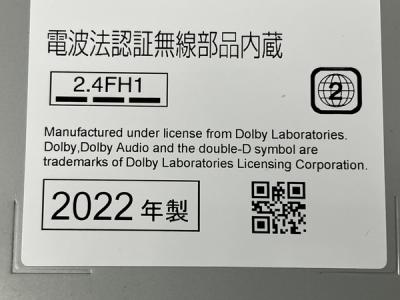 電波法認証無線部品内蔵
2.4FH1
2
Manufactured under license from Dolby Laboratories.
Dolby,Dolby Audio and the double-D symbol are
trademarks of Dolby Laboratories Licensing Corporation.
2022年製